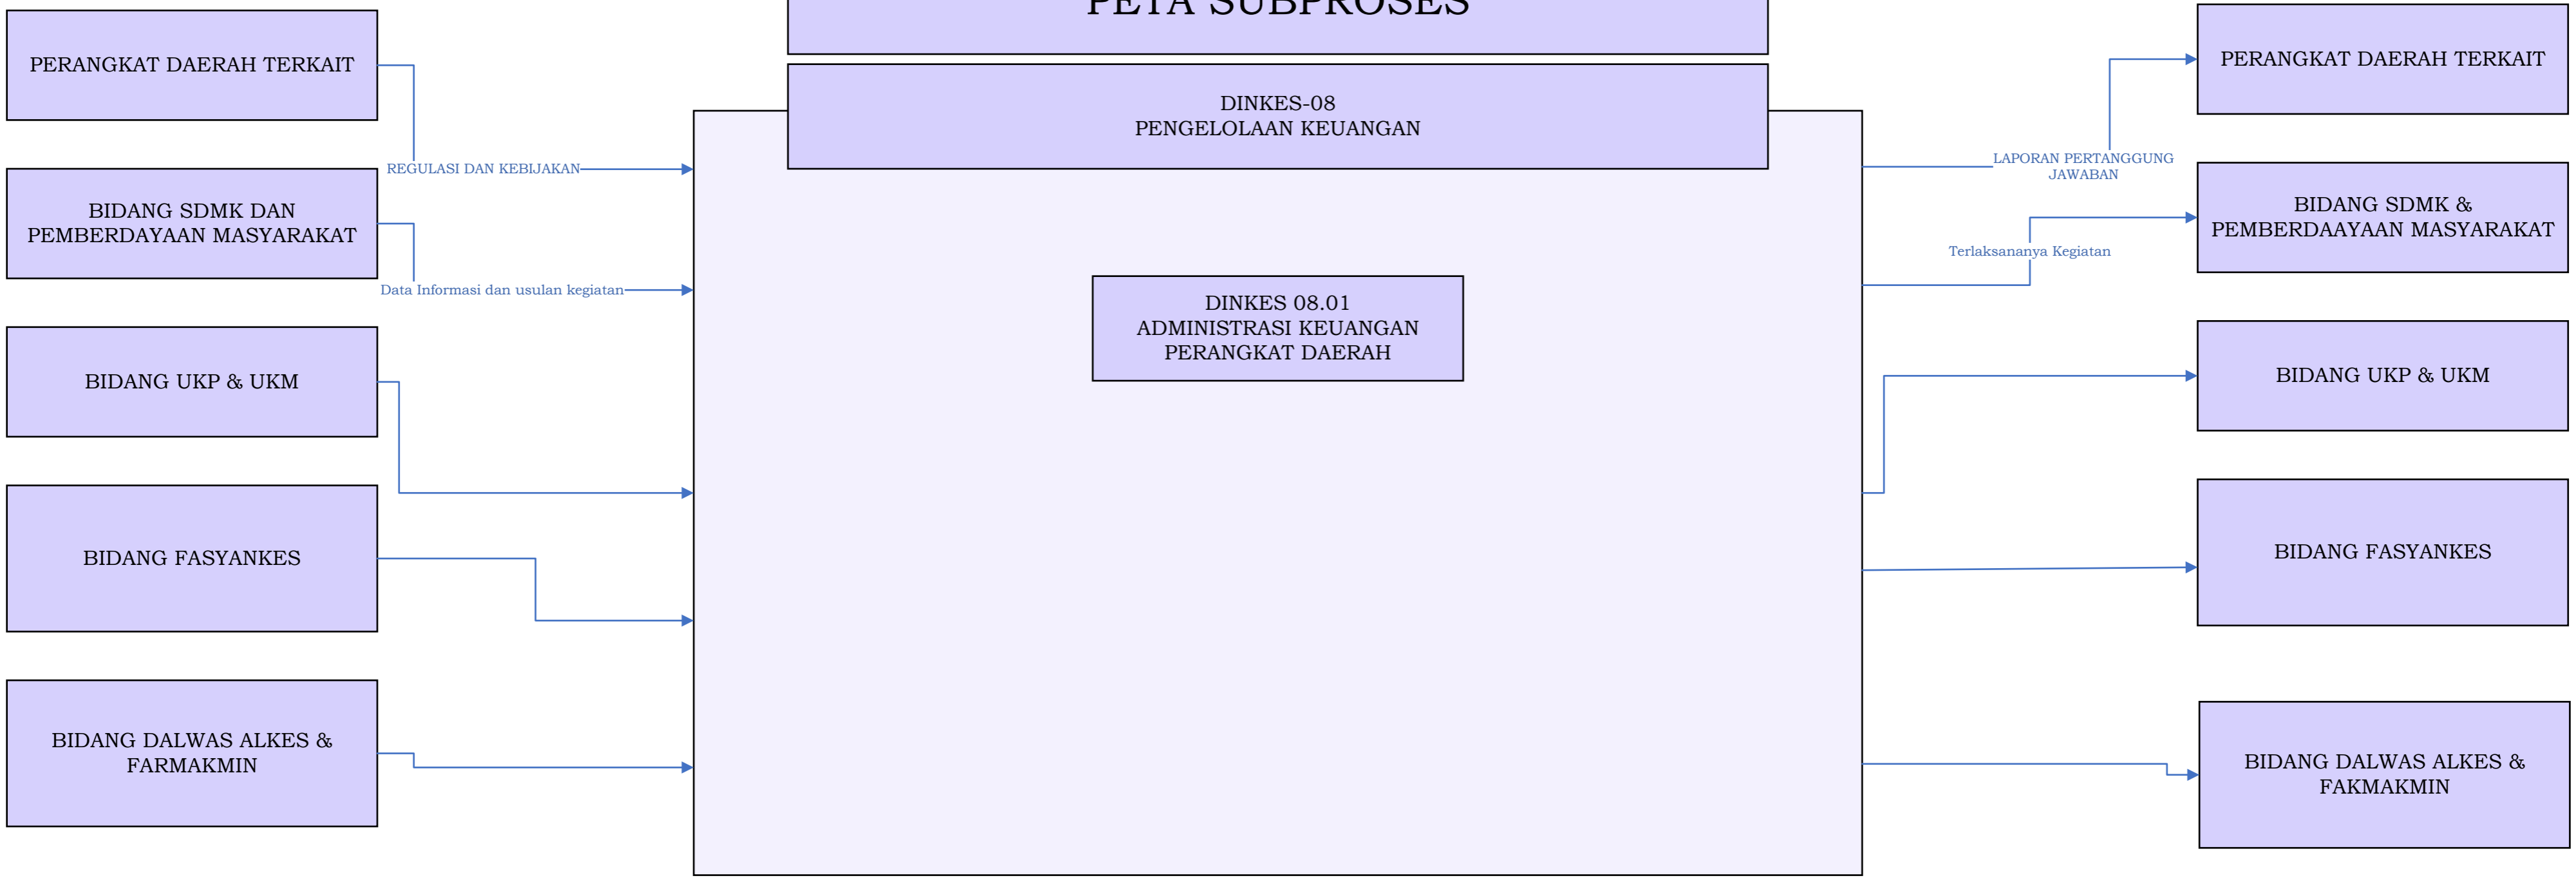 PETA SUBPROSES
DINKES-08
PENGELOLAAN KEUANGAN
PERANGKAT DAERAH TERKAIT
REGULASI DAN KEBIJAKAN
BIDANG SDMK DAN
PEMBERDAYAAN MASYARAKAT
Data Informasi dan usulan kegiatan
BIDANG UKP & UKM
BIDANG FASYANKES
BIDANG DALWAS ALKES &
FARMAKMIN
DINKES 08.01
ADMINISTRASI KEUANGAN
PERANGKAT DAERAH
PERANGKAT DAERAH TERKAIT
LAPORAN PERTANGGUNG
JAWABAN
BIDANG SDMK &
PEMBERDAAYAAN MASYARAKAT
Terlaksananya Kegiatan
BIDANG UKP & UKM
BIDANG FASYANKES
BIDANG DALWAS ALKES &
FAKMAKMIN